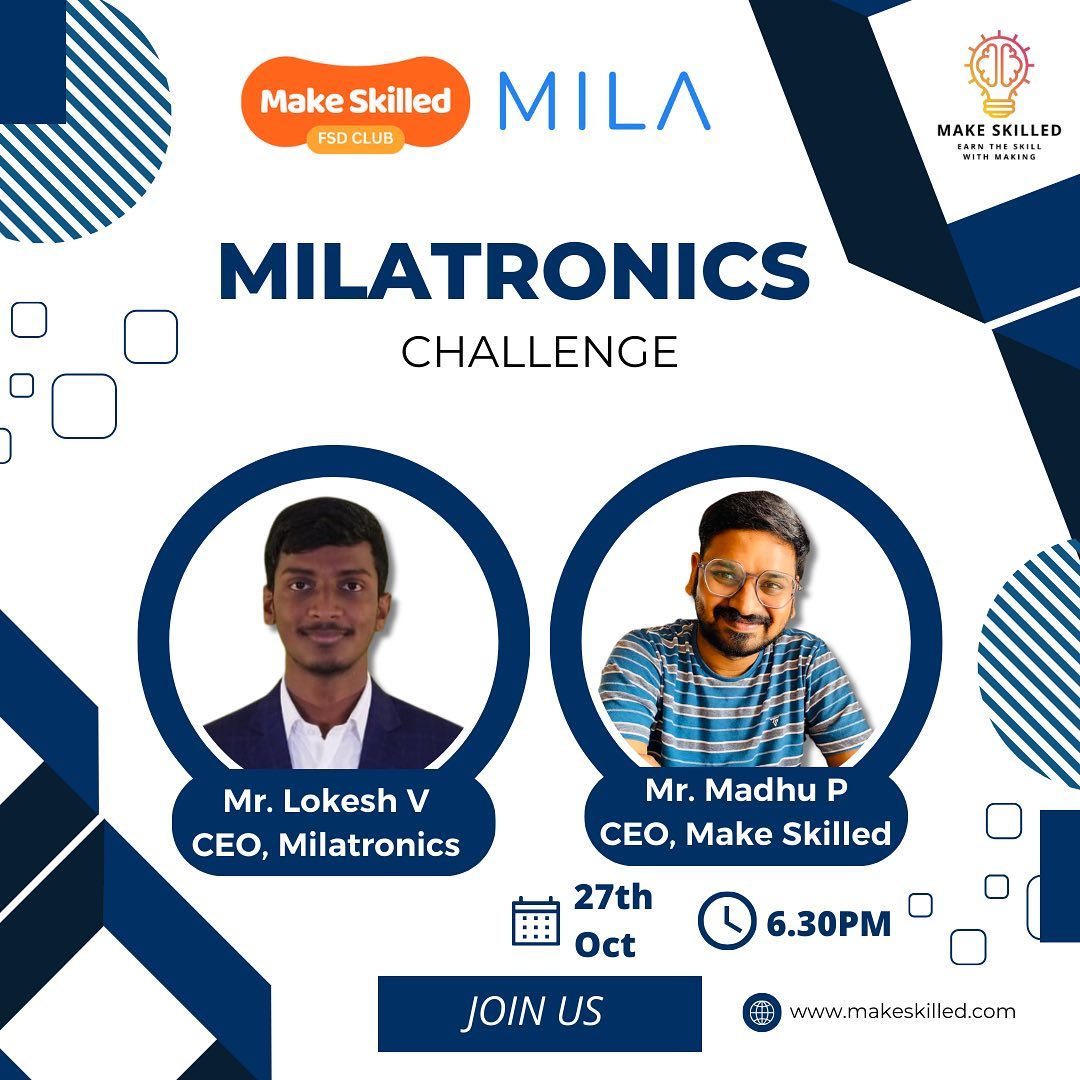 Make Skilled
FSD CLUB
MILA
MAKE SKILLED
EARN THE SKILL
WITH MAKING
MILATRONICS
CHALLENGE
Mr. Lokesh V
CEO, Milatronics
Mr. Madhu P
CEO, Make Skilled
27th
Oct
6.30PM
JOIN US
www.makeskilled.com